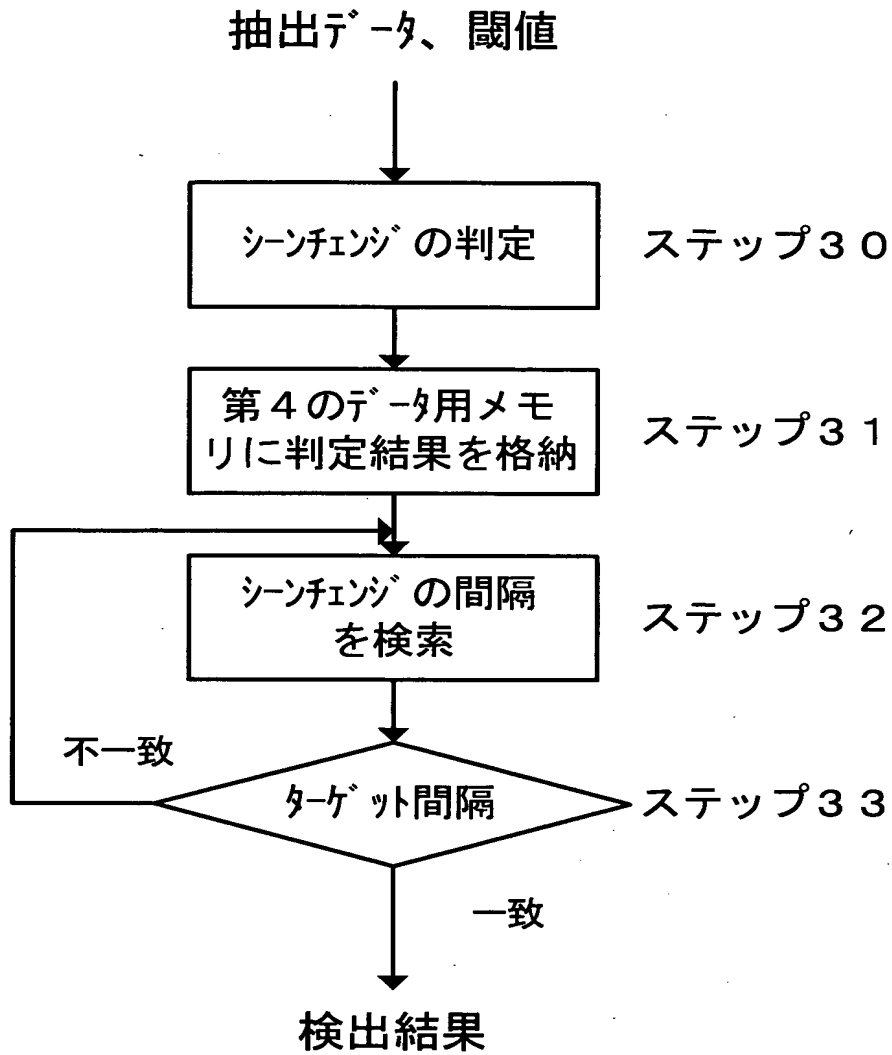 抽出ﾃﾞｰﾀ、閾値
ｼｰﾝﾁｪﾝｼﾞの判定
ステップ３０
第４のﾃﾞｰﾀ用メモ
リに判定結果を格納
ステップ３１
ｼｰﾝﾁｪﾝｼﾞの間隔
を検索
ステップ３２
不一致
ﾀｰｹﾞｯﾄ間隔
ステップ３３
一致
検出結果